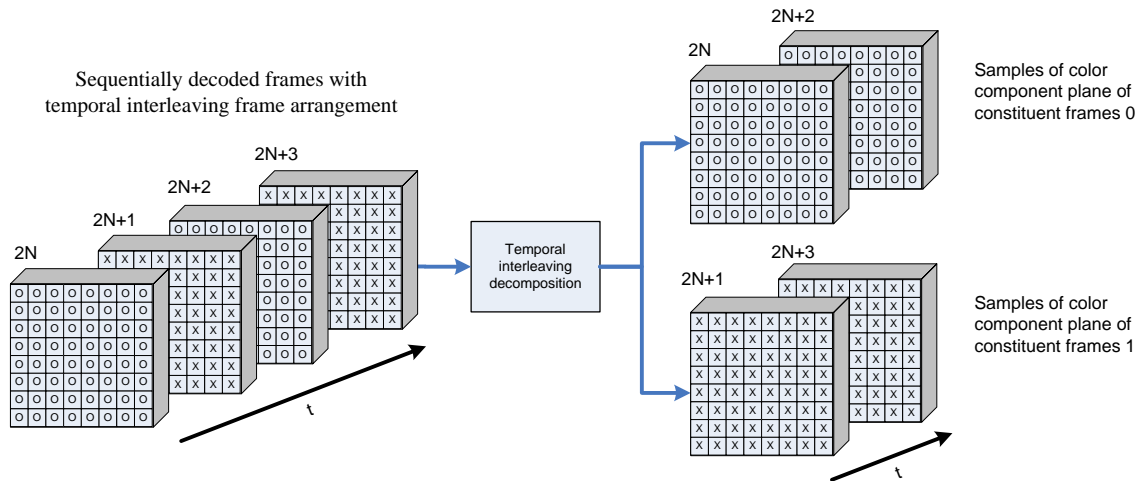 Sequentially decoded frames with
temporal interleaving frame arrangement
2N
2N+1
2N+2
2N+3
O O O O O O O O
O O O O O O O O
O O O O O O O O
O O O O O O O O
O O O O O O O O
O O O O O O O O
O O O O O O O O
O O O O O O O O
X X X X X X X X
X X X X
X X X X
X X X X
X X X X
X X X X
X X X X
X X X X
O O O O O O O O
O O O
O O O
O O O
O O O
O O O
O O O
O O O
X X X X X X X X
X X X X
X X X X
X X X X
X X X X
X X X X
X X X X
X X X X
t
Temporal
interleaving
decomposition
2N
2N+2
O O O O O O O O
O O O O O O O O
O O O O O O O O
O O O O O O O O
O O O O O O O O
O O O O O O O O
O O O O O O O O
O O O O O O O O
O O O O O O O O
O O O O
O O O O
O O O O
O O O O
O O O O
O O O O
O O O O
Samples of color
component plane of
constituent frames 0
2N+1
2N+3
X X X X X X X X
X X X X X X X X
X X X X X X X X
X X X X X X X X
X X X X X X X X
X X X X X X X X
X X X X X X X X
X X X X X X X X
X X X X X X X X
X X X X
X X X X
X X X X
X X X X
X X X X
X X X X
X X X X
Samples of color
component plane of
constituent frames 1
t